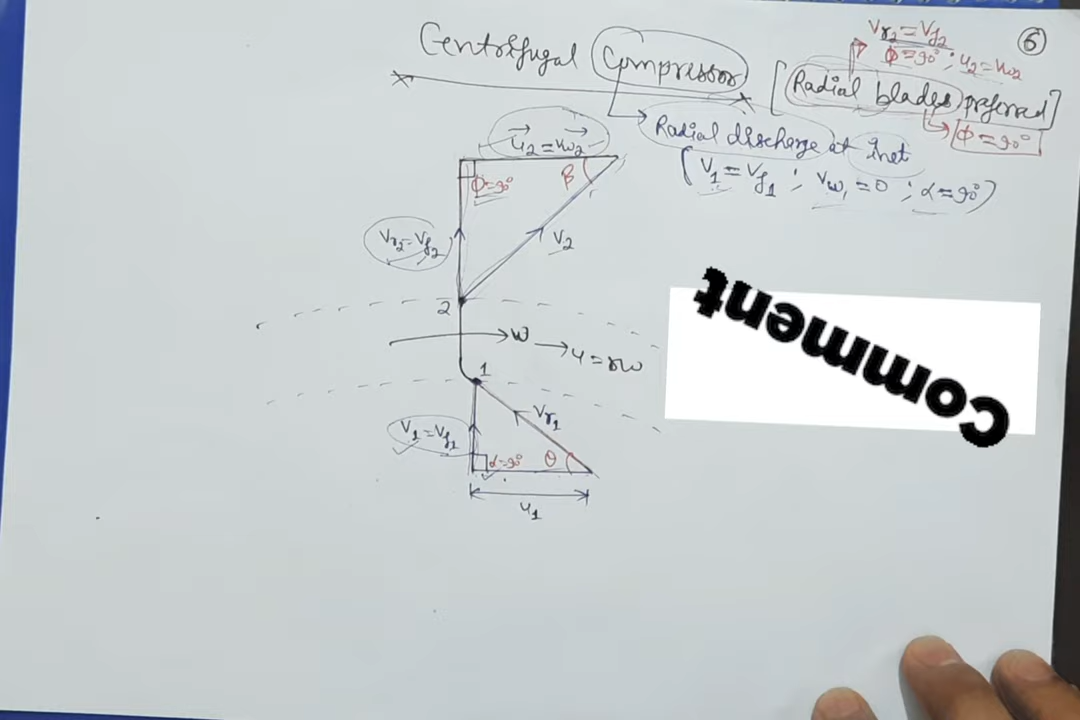 Centrifugal Compressor [Radial blades preferred]
Vr2=Vf2
ϕ=90° ; u2=Vw2
6
ϕ=90°
Radial discharge at inet
(V1=Vf1 ; Vw1=0 ; α=90°)
u2=Vw2
ϕ=90°
β
Vr2=Vf2
V2
2
ω → u=rω
1
V1=Vf1
Vr1
α=90°
θ
u1
Comment